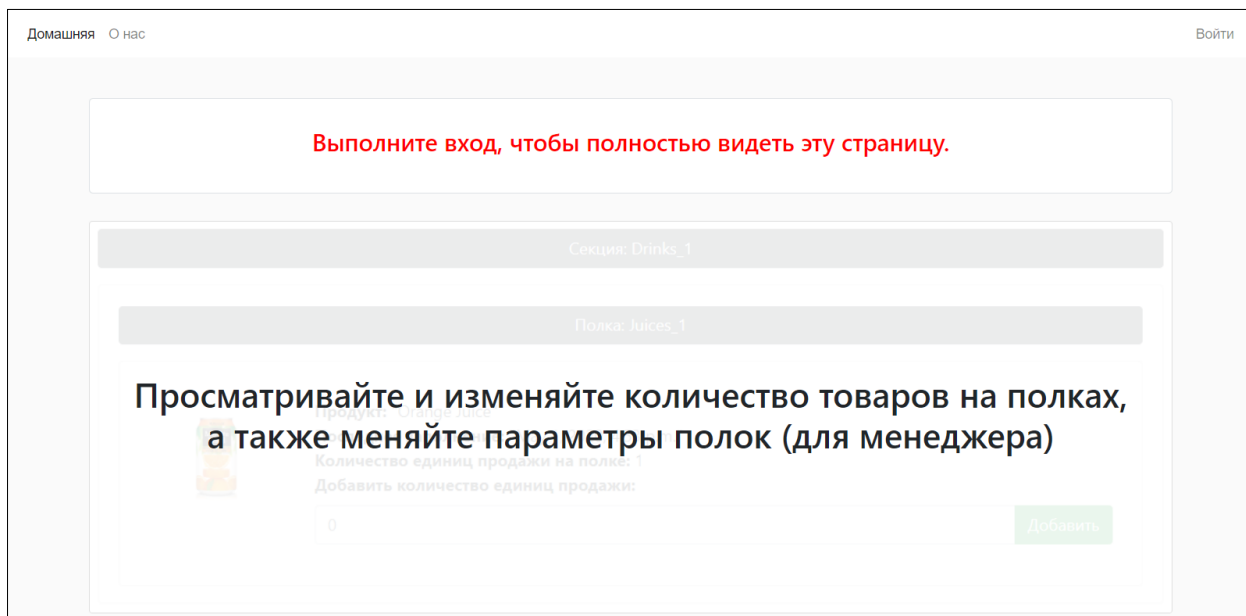 Домашняя О нас Войти
Выполните вход, чтобы полностью видеть эту страницу.
Секция: Drinks_1
Полка: Juices_1
Просматривайте и изменяйте количество товаров на полках,
Продукт: Orange Juice
а также меняйте параметры полок (для менеджера)
Количество единиц продажи на полке: 1
Добавить количество единиц продажи:
0 Добавить